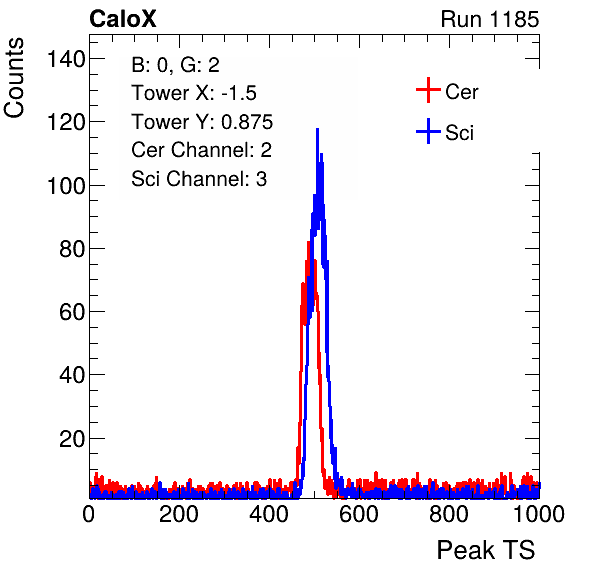 CaloX
Run 1185
Counts
140
120
100
80
60
40
20
B: 0, G: 2
Tower X: -1.5
Tower Y: 0.875
Cer Channel: 2
Sci Channel: 3
Cer
Sci
0 200 400 600 800 1000
Peak TS